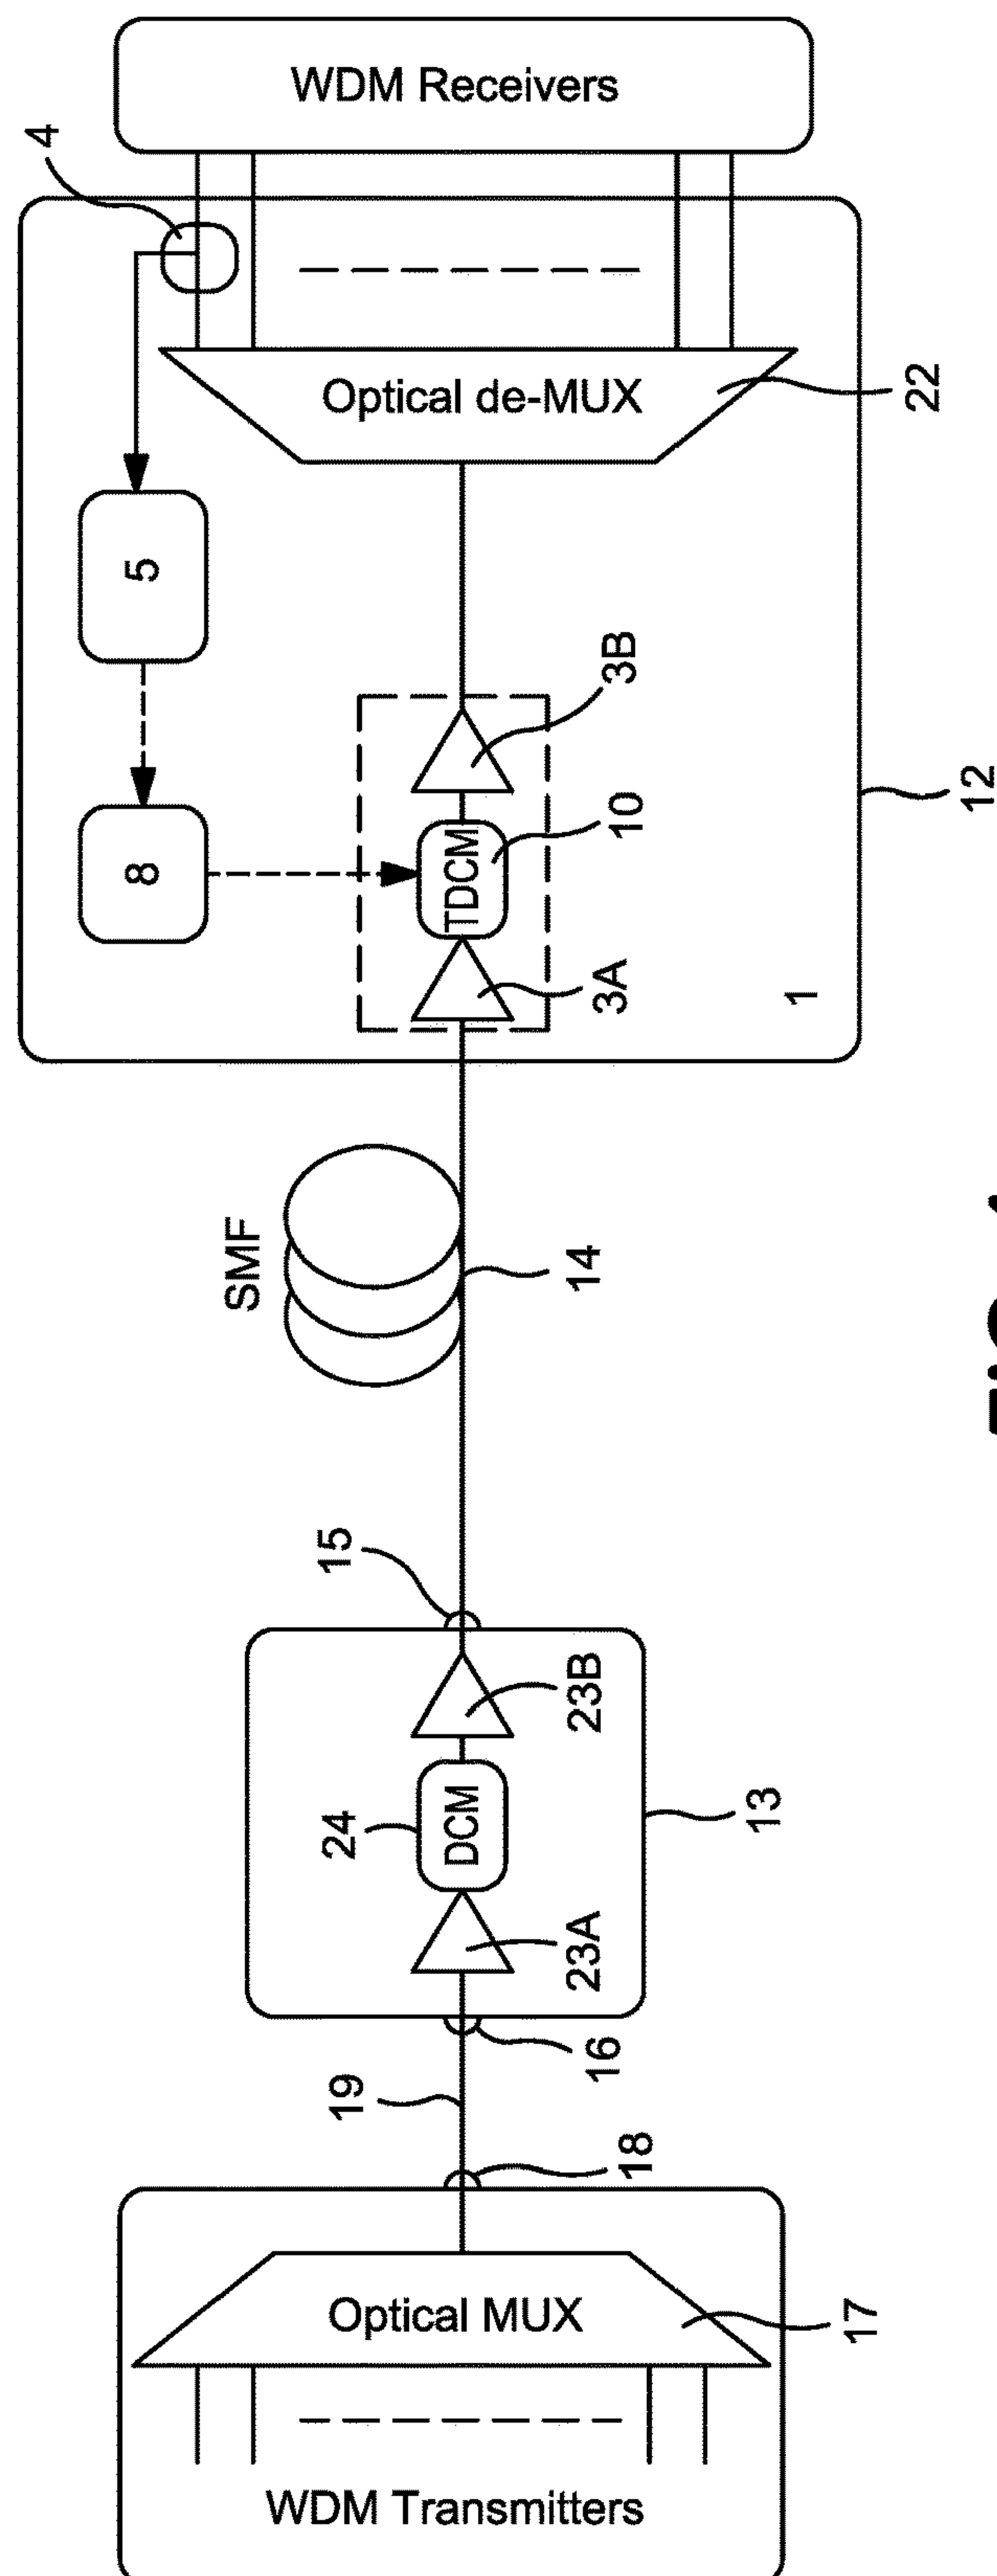 WDM Receivers
4
Optical de-MUX
22
5
3B
8
TDCM
10
12
3A
1
SMF
14
15
23B
24
DCM
13
23A
16
19
18
Optical MUX
17
WDM Transmitters